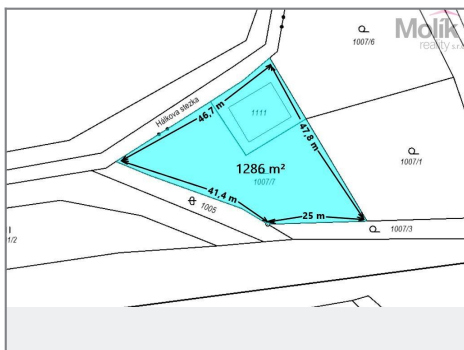 Molík
reality s.r.o.
1007/6
Hálkova stezka
1111
46,7 m
47,8 m
1007/1
1286 m²
1007/7
41,4 m
25 m
1005
1007/3
1/2